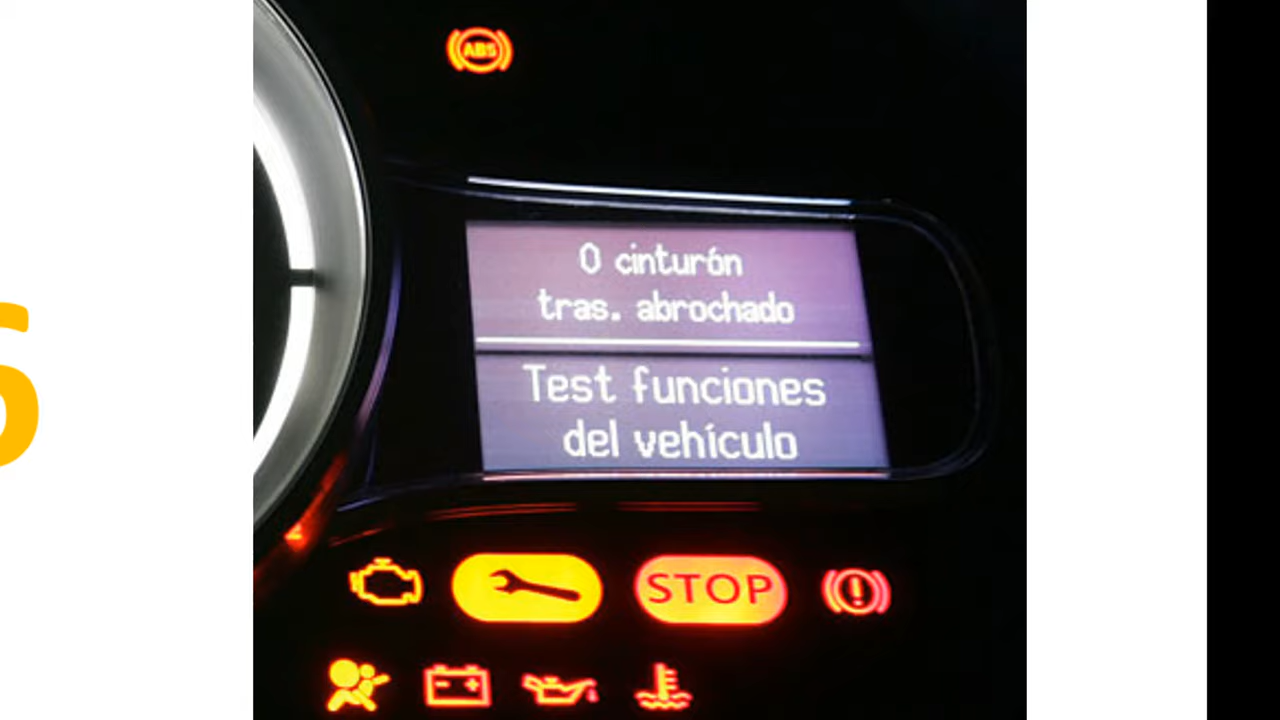 ABS
0 cinturón
tras. abrochado
Test funciones
del vehículo
STOP